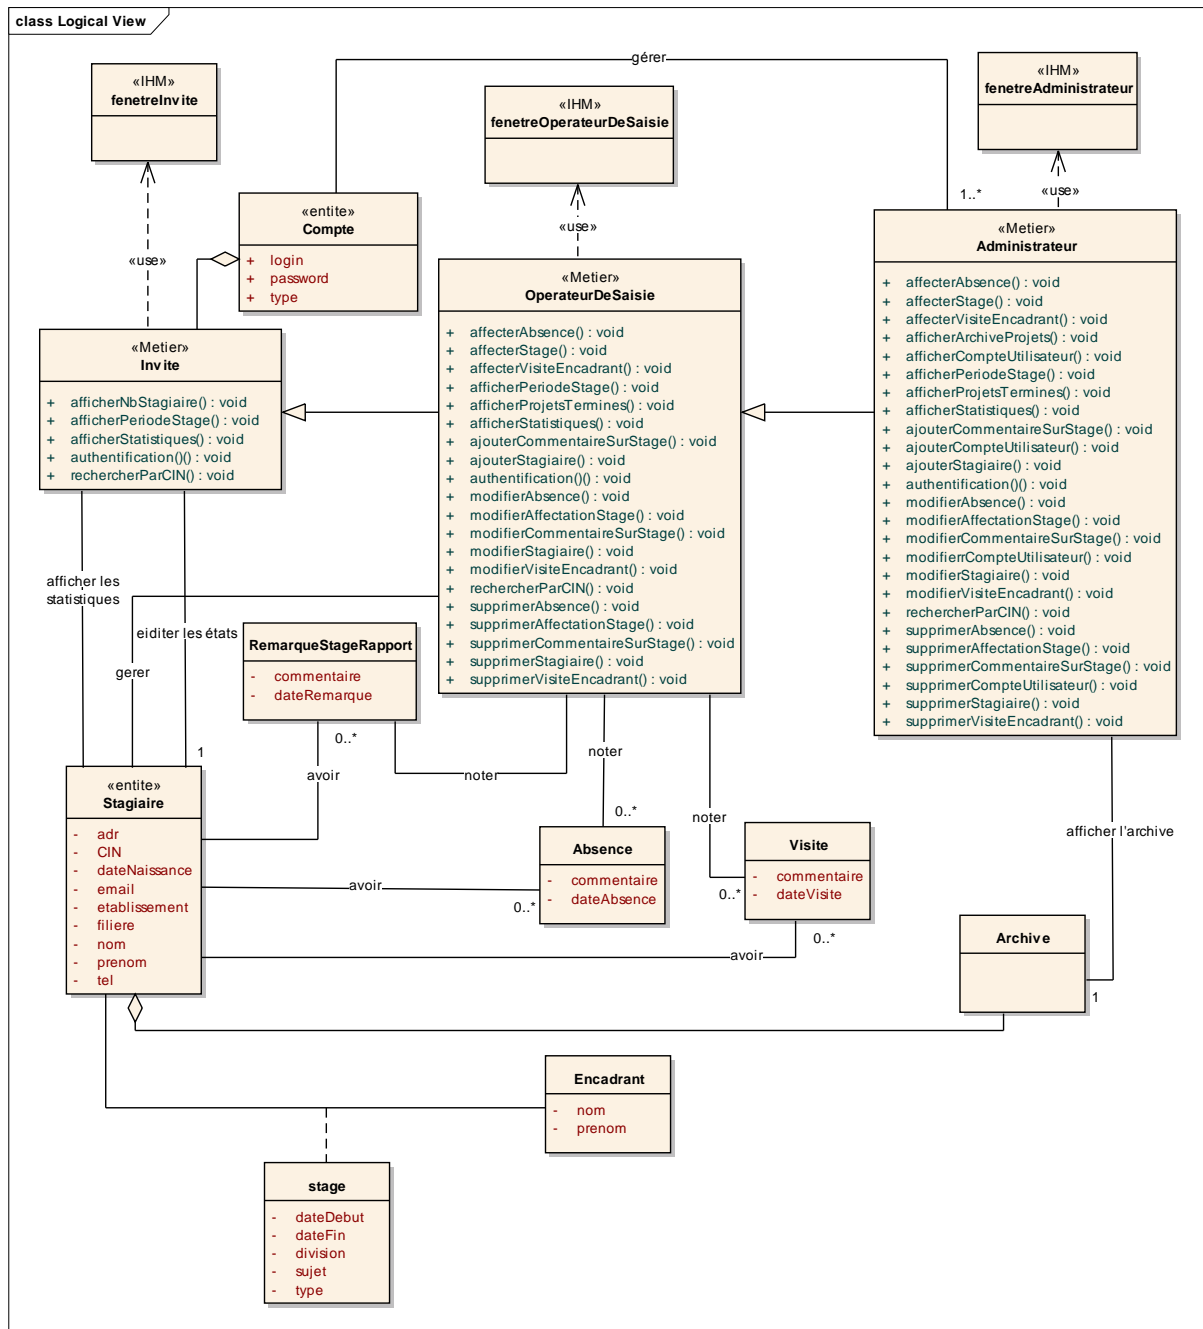 class Logical View
«IHM»
fenetreInvite
«IHM»
fenetreOperateurDeSaisie
«IHM»
fenetreAdministrateur
gérer
1..*
«use»
«use»
«use»
«entite»
Compte
+ login
+ password
+ type
«Metier»
Invite
+ afficherNbStagiaire() : void
+ afficherPeriodeStage() : void
+ afficherStatistiques() : void
+ authentification()() : void
+ rechercherParCIN() : void
«Metier»
OperateurDeSaisie
+ affecterAbsence() : void
+ affecterStage() : void
+ affecterVisiteEncadrant() : void
+ afficherPeriodeStage() : void
+ afficherProjetsTermines() : void
+ afficherStatistiques() : void
+ ajouterCommentaireSurStage() : void
+ ajouterStagiaire() : void
+ authentification()() : void
+ modifierAbsence() : void
+ modifierAffectationStage() : void
+ modifierCommentaireSurStage() : void
+ modifierStagiaire() : void
+ modifierVisiteEncadrant() : void
+ rechercherParCIN() : void
+ supprimerAbsence() : void
+ supprimerAffectationStage() : void
+ supprimerCommentaireSurStage() : void
+ supprimerStagiaire() : void
+ supprimerVisiteEncadrant() : void
«Metier»
Administrateur
+ affecterAbsence() : void
+ affecterStage() : void
+ affecterVisiteEncadrant() : void
+ afficherArchiveProjets() : void
+ afficherCompteUtilisateur() : void
+ afficherPeriodeStage() : void
+ afficherProjetsTermines() : void
+ afficherStatistiques() : void
+ ajouterCommentaireSurStage() : void
+ ajouterCompteUtilisateur() : void
+ ajouterStagiaire() : void
+ authentification()() : void
+ modifierAbsence() : void
+ modifierAffectationStage() : void
+ modifierCommentaireSurStage() : void
+ modifierrCompteUtilisateur() : void
+ modifierStagiaire() : void
+ modifierVisiteEncadrant() : void
+ rechercherParCIN() : void
+ supprimerAbsence() : void
+ supprimerAffectationStage() : void
+ supprimerCommentaireSurStage() : void
+ supprimerCompteUtilisateur() : void
+ supprimerStagiaire() : void
+ supprimerVisiteEncadrant() : void
afficher les
statistiques
eiditer les états
gerer
1
RemarqueStageRapport
- commentaire
- dateRemarque
0..*
avoir
noter
noter
0..*
noter
0..*
«entite»
Stagiaire
- adr
- CIN
- dateNaissance
- email
- etablissement
- filiere
- nom
- prenom
- tel
avoir
0..*
Absence
- commentaire
- dateAbsence
Visite
- commentaire
- dateVisite
0..*
avoir
afficher l'archive
1
Archive
Encadrant
- nom
- prenom
stage
- dateDebut
- dateFin
- division
- sujet
- type